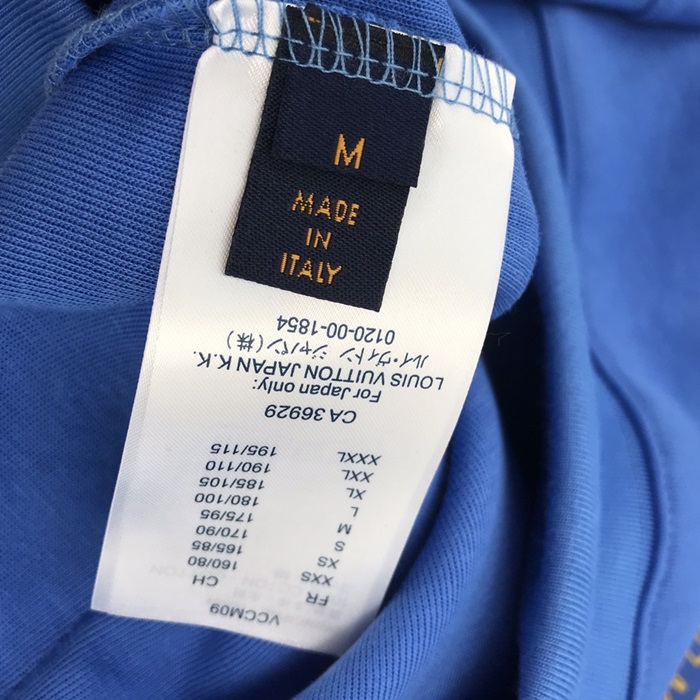 M
MADE
IN
ITALY
VCCM09
FR CH
XXS 160/80
XS 165/85
S 170/90
M 175/95
L 180/100
XL 185/105
XXL 190/110
XXXL 195/115
CA 36929
For Japan only:
LOUIS VUITTON JAPAN K.K.
ルイ・ヴィトン ジャパン(株)
0120-00-1854